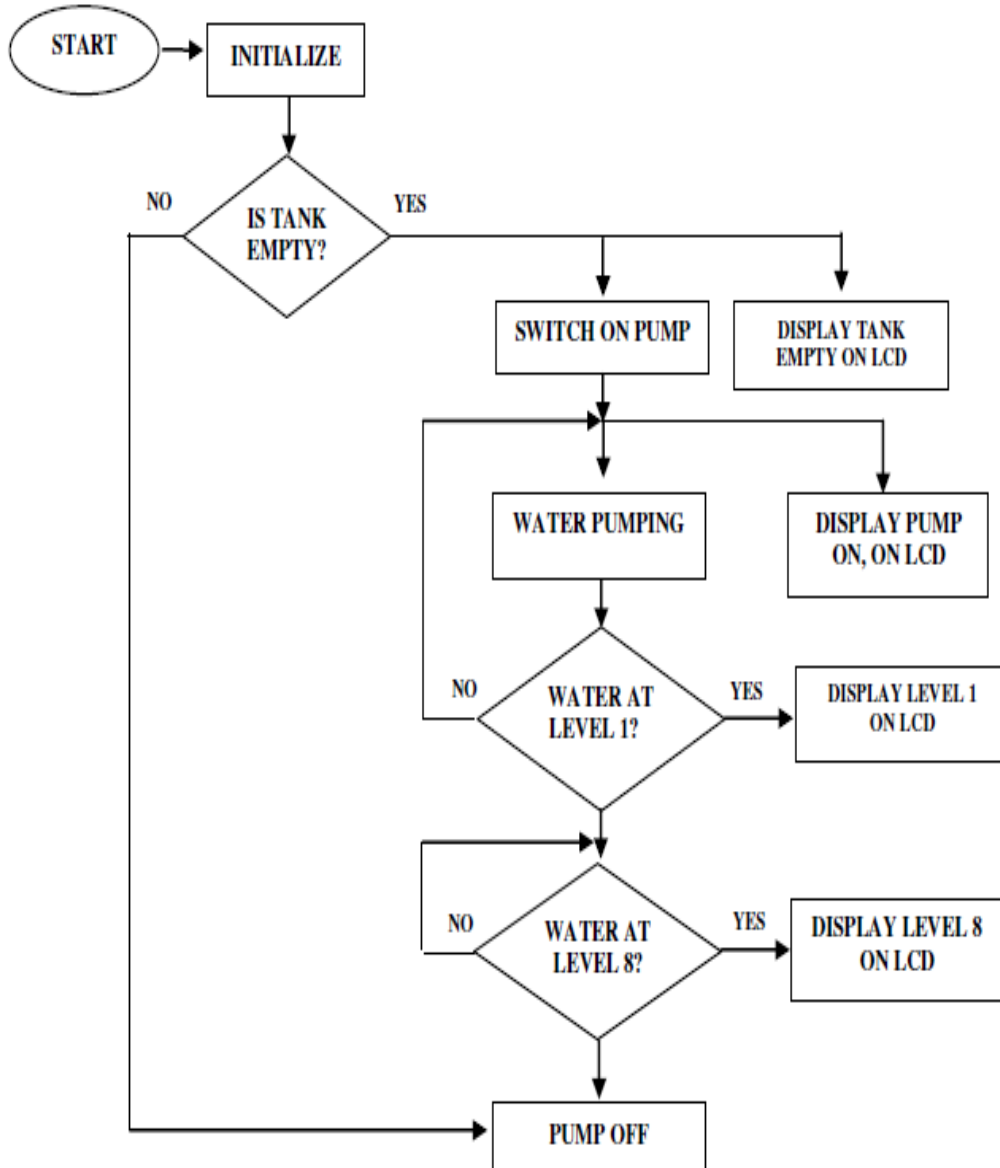 START
INITIALIZE
NO
YES
IS TANK
EMPTY?
SWITCH ON PUMP
DISPLAY TANK
EMPTY ON LCD
WATER PUMPING
DISPLAY PUMP
ON, ON LCD
NO
WATER AT
LEVEL 1?
YES
DISPLAY LEVEL 1
ON LCD
NO
WATER AT
LEVEL 8?
YES
DISPLAY LEVEL 8
ON LCD
PUMP OFF